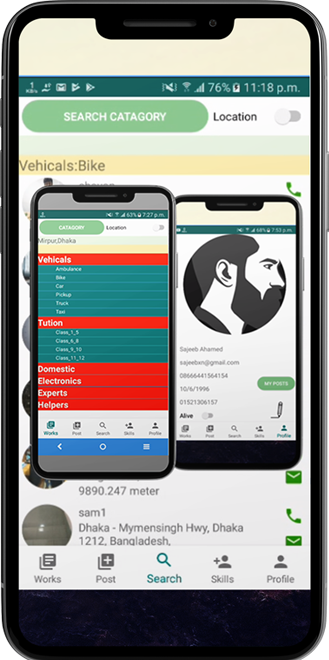 1
KB/s
76% 11:18 p.m.
SEARCH CATAGORY
Location
Vehicals:Bike
63% 7:27 p.m.
CATAGORY
Location
Mirpur,Dhaka
Vehicals
Ambulance
Bike
Car
Pickup
Truck
Taxi
Tution
Class_1_5
Class_6_8
Class_9_10
Class_11_12
Domestic
Electronics
Experts
Helpers
Works
Post
Search
Skills
Profile
68% 7:53 p.m.
Sajeeb Ahamed
sajeebxn@gmail.com
08666441564154
10/6/1996
MY POSTS
01521306157
Alive
Works
Post
Search
Skills
Profile
9890.247 meter
sam1
Dhaka - Mymensingh Hwy, Dhaka
1212, Bangladesh,
Works
Post
Search
Skills
Profile